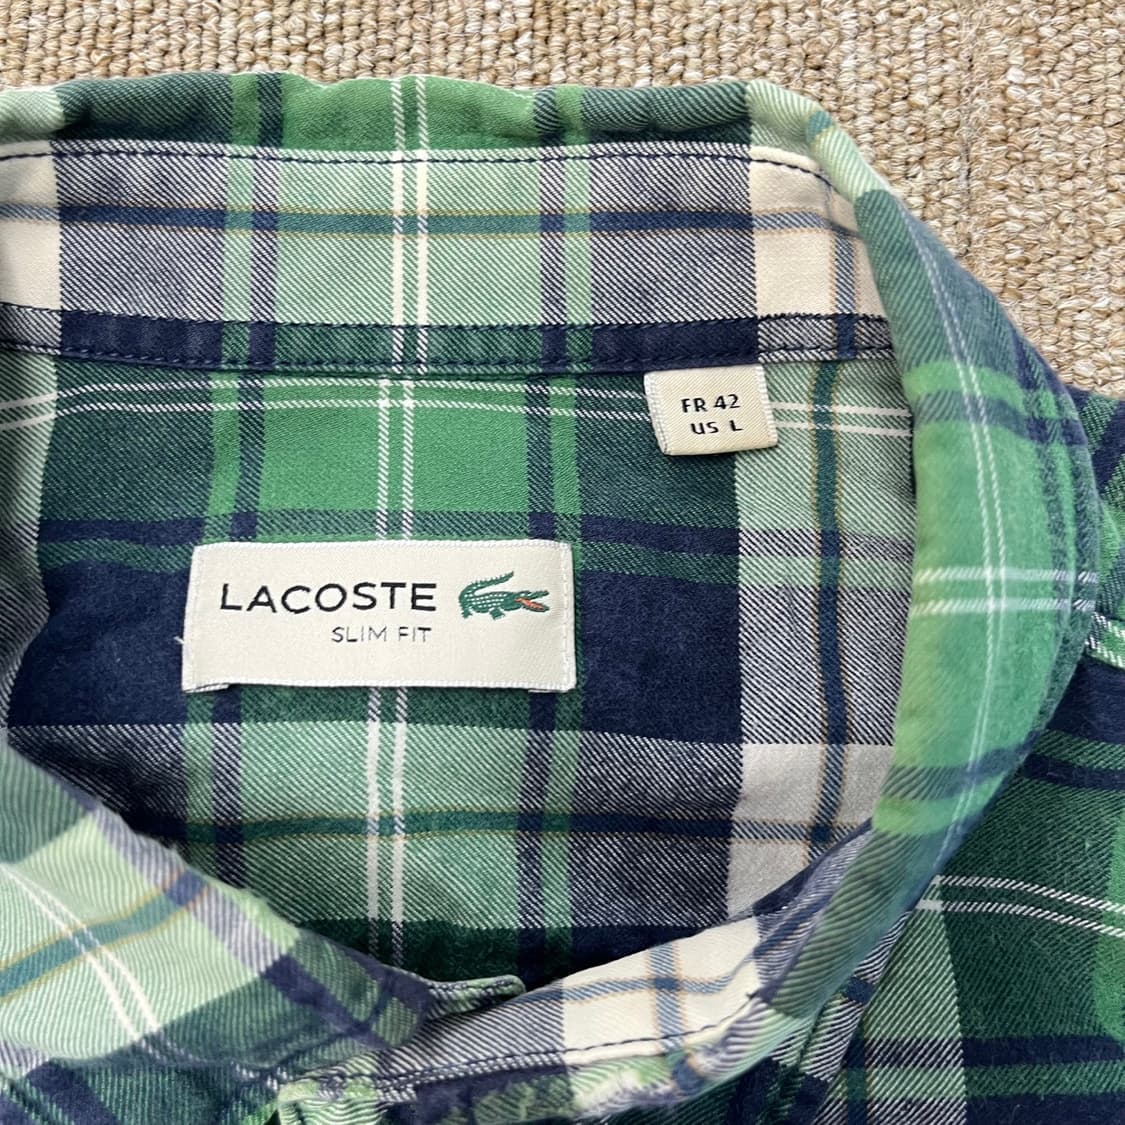 FR 42
US L
LACOSTE
SLIM FIT